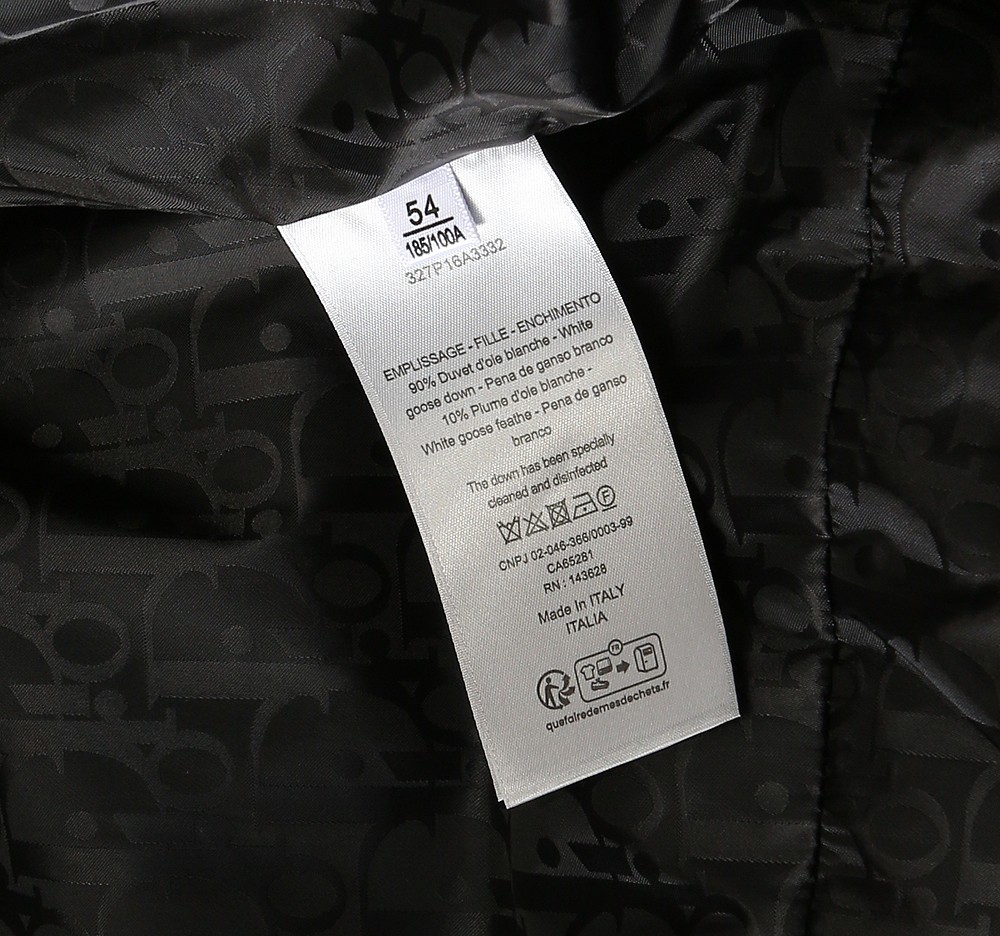 54
185/100A
327P16A3332
EMPLISSAGE - FILLE - ENCHIMENTO
90% Duvet d'oie blanche - White
goose down - Pena de ganso branco
10% Plume d'oie blanche -
White goose feathe - Pena de ganso
branco
The down has been specially
cleaned and disinfected
F
CNPJ 02-046-366/0003-99
CA65281
RN : 143628
Made in ITALY
ITALIA
FR
quefairedemesdechets.fr